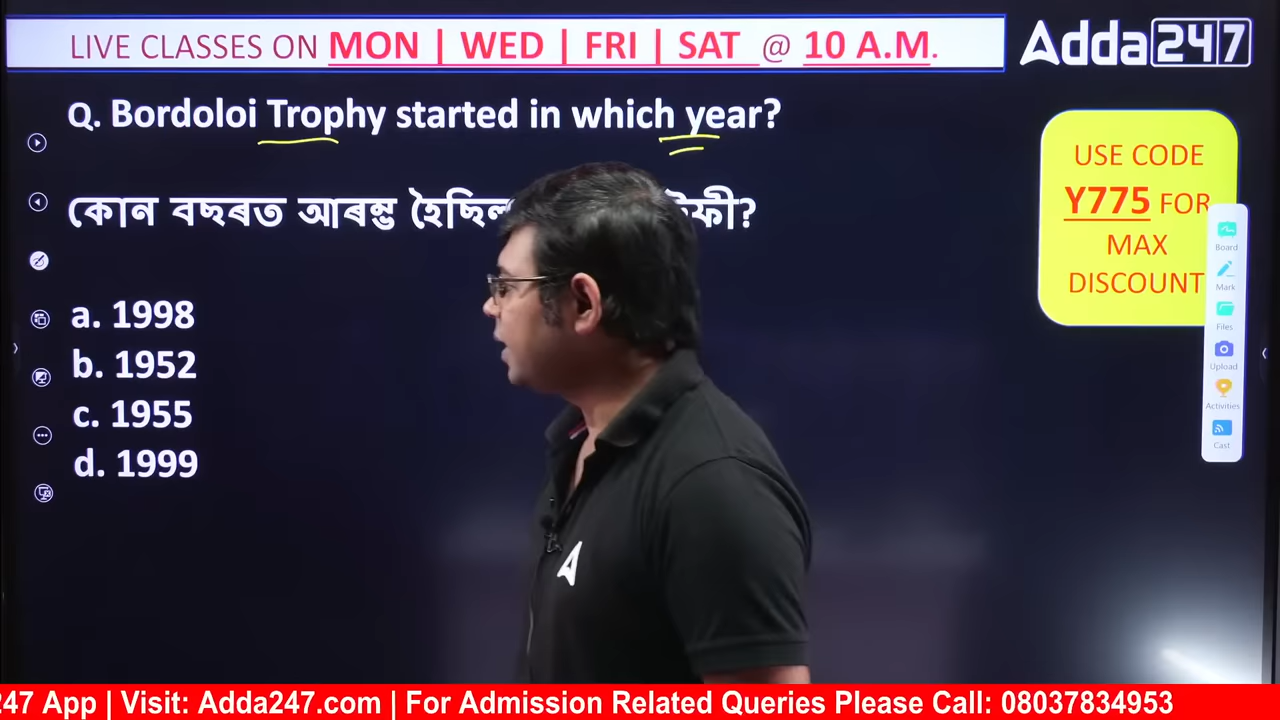 LIVE CLASSES ON MON | WED | FRI | SAT @ 10 A.M.
Adda247
Q. Bordoloi Trophy started in which year?
কোন বছৰত আৰম্ভ হৈছিল
a. 1998
b. 1952
c. 1955
d. 1999
USE CODE
Y775 FOR
MAX
DISCOUNT
Board
Mark
Files
Upload
Activities
Cast
247 App | Visit: Adda247.com | For Admission Related Queries Please Call: 08037834953